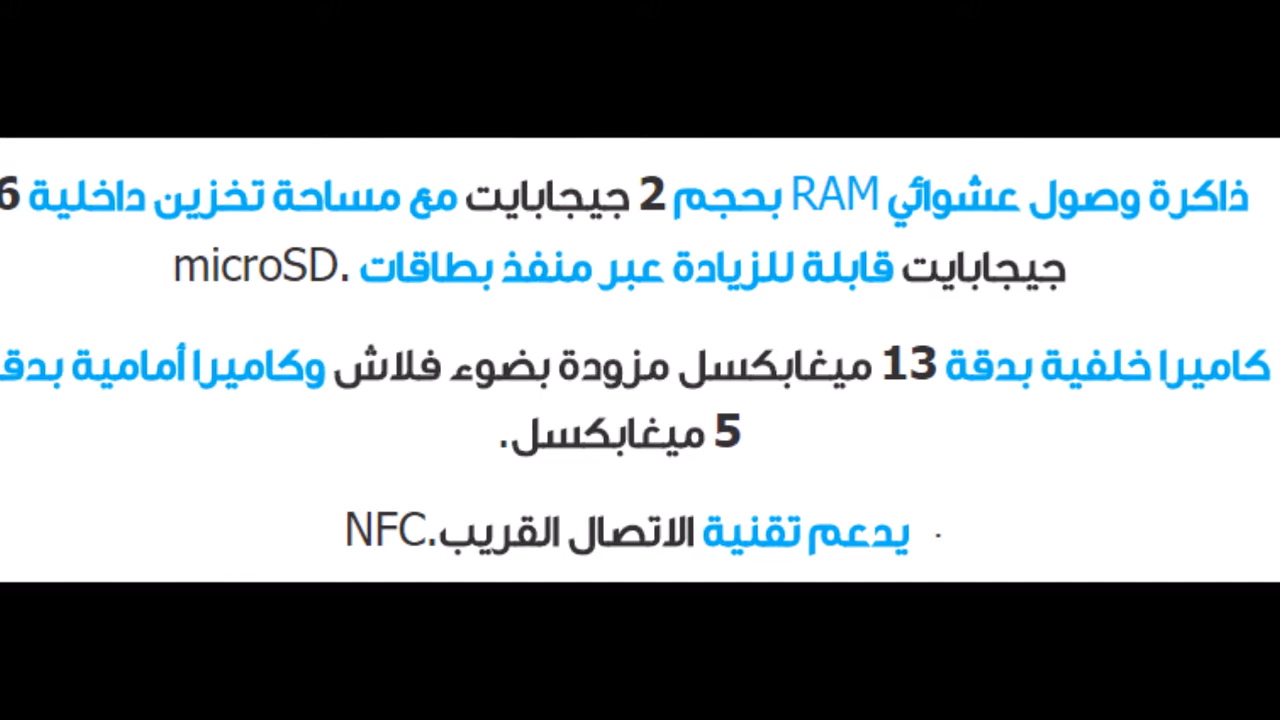 ذاكرة وصول عشوائي RAM بحجم 2 جيجابايت مع مساحة تخزين داخلية
جيجابايت قابلة للزيادة عبر منفذ بطاقات .microSD
كاميرا خلفية بدقة 13 ميغابكسل مزودة بضوء فلاش وكاميرا أمامية
5 ميغابكسل.
· يدعم تقنية الاتصال القريب.NFC